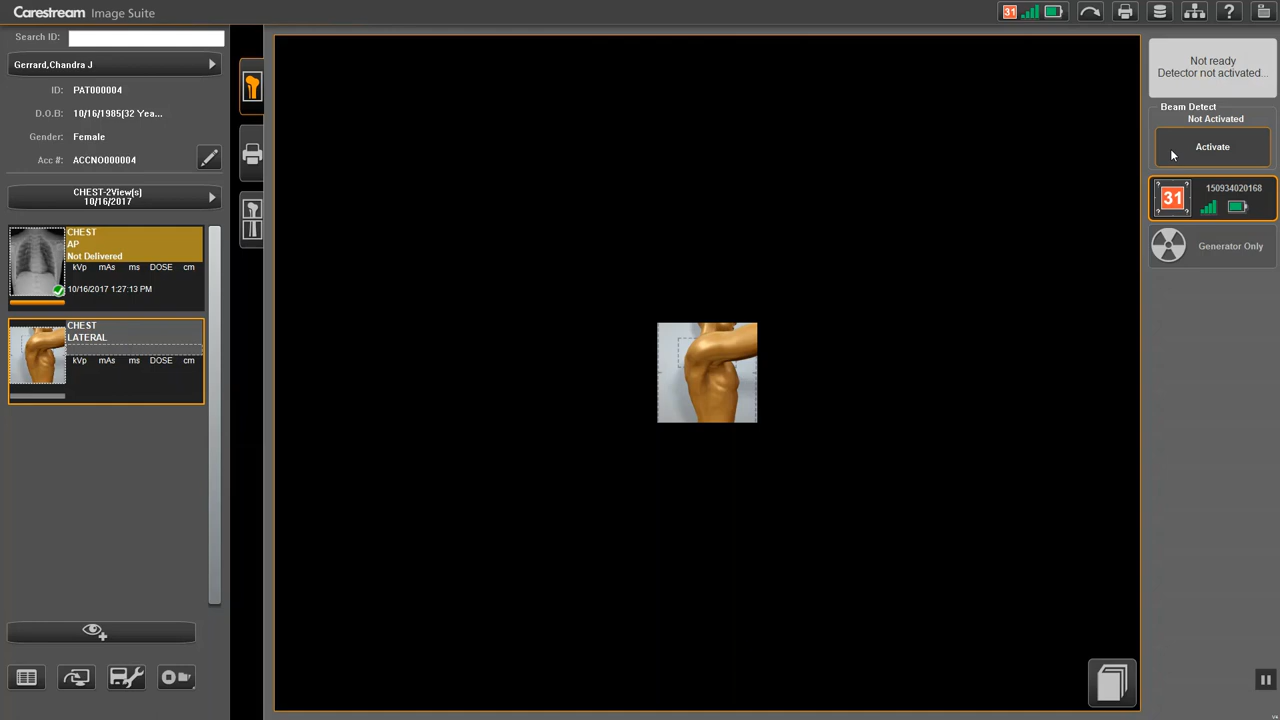 Carestream Image Suite
31
?
Search ID:
Gerrard,Chandra J
ID: PAT000004
D.O.B: 10/16/1985(32 Yea...
Gender: Female
Acc #: ACCNO000004
CHEST-2View(s)
10/16/2017
CHEST
AP
Not Delivered
kVp mAs ms DOSE cm
10/16/2017 1:27:13 PM
CHEST
LATERAL
kVp mAs ms DOSE cm
Not ready
Detector not activated...
Beam Detect
Not Activated
Activate
31
150934020168
Generator Only